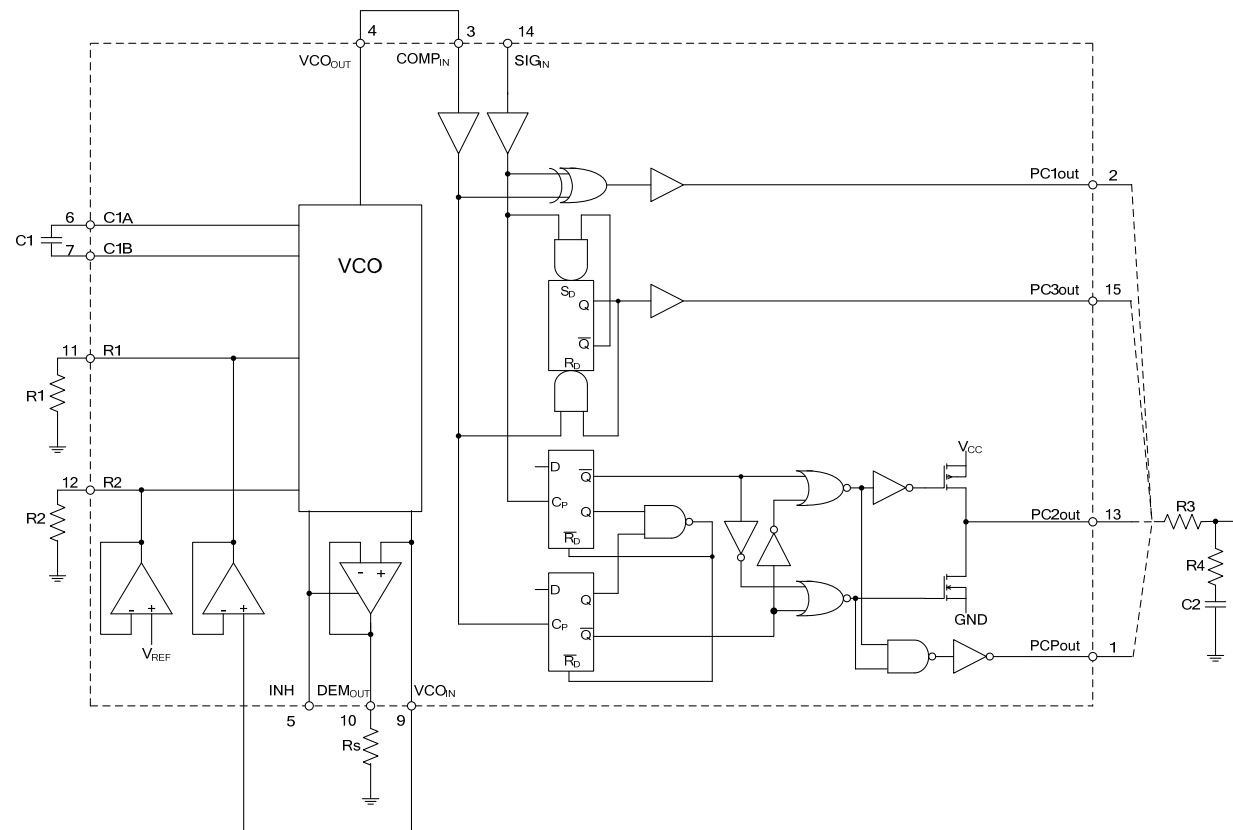 4
3
14
VCOOUT
COMPIN
SIGIN
PC1out
2
6
C1A
C1
7
C1B
VCO
SD
Q
Q̅
RD
PC3out
15
11
R1
R1
12
R2
R2
D
Q̅
CP
Q
R̅D
D
Q
CP
Q̅
R̅D
VCC
PC2out
13
R3
R4
C2
GND
PCPout
1
- +
- +
- +
VREF
INH
DEMOUT
VCOIN
5
10
9
Rs